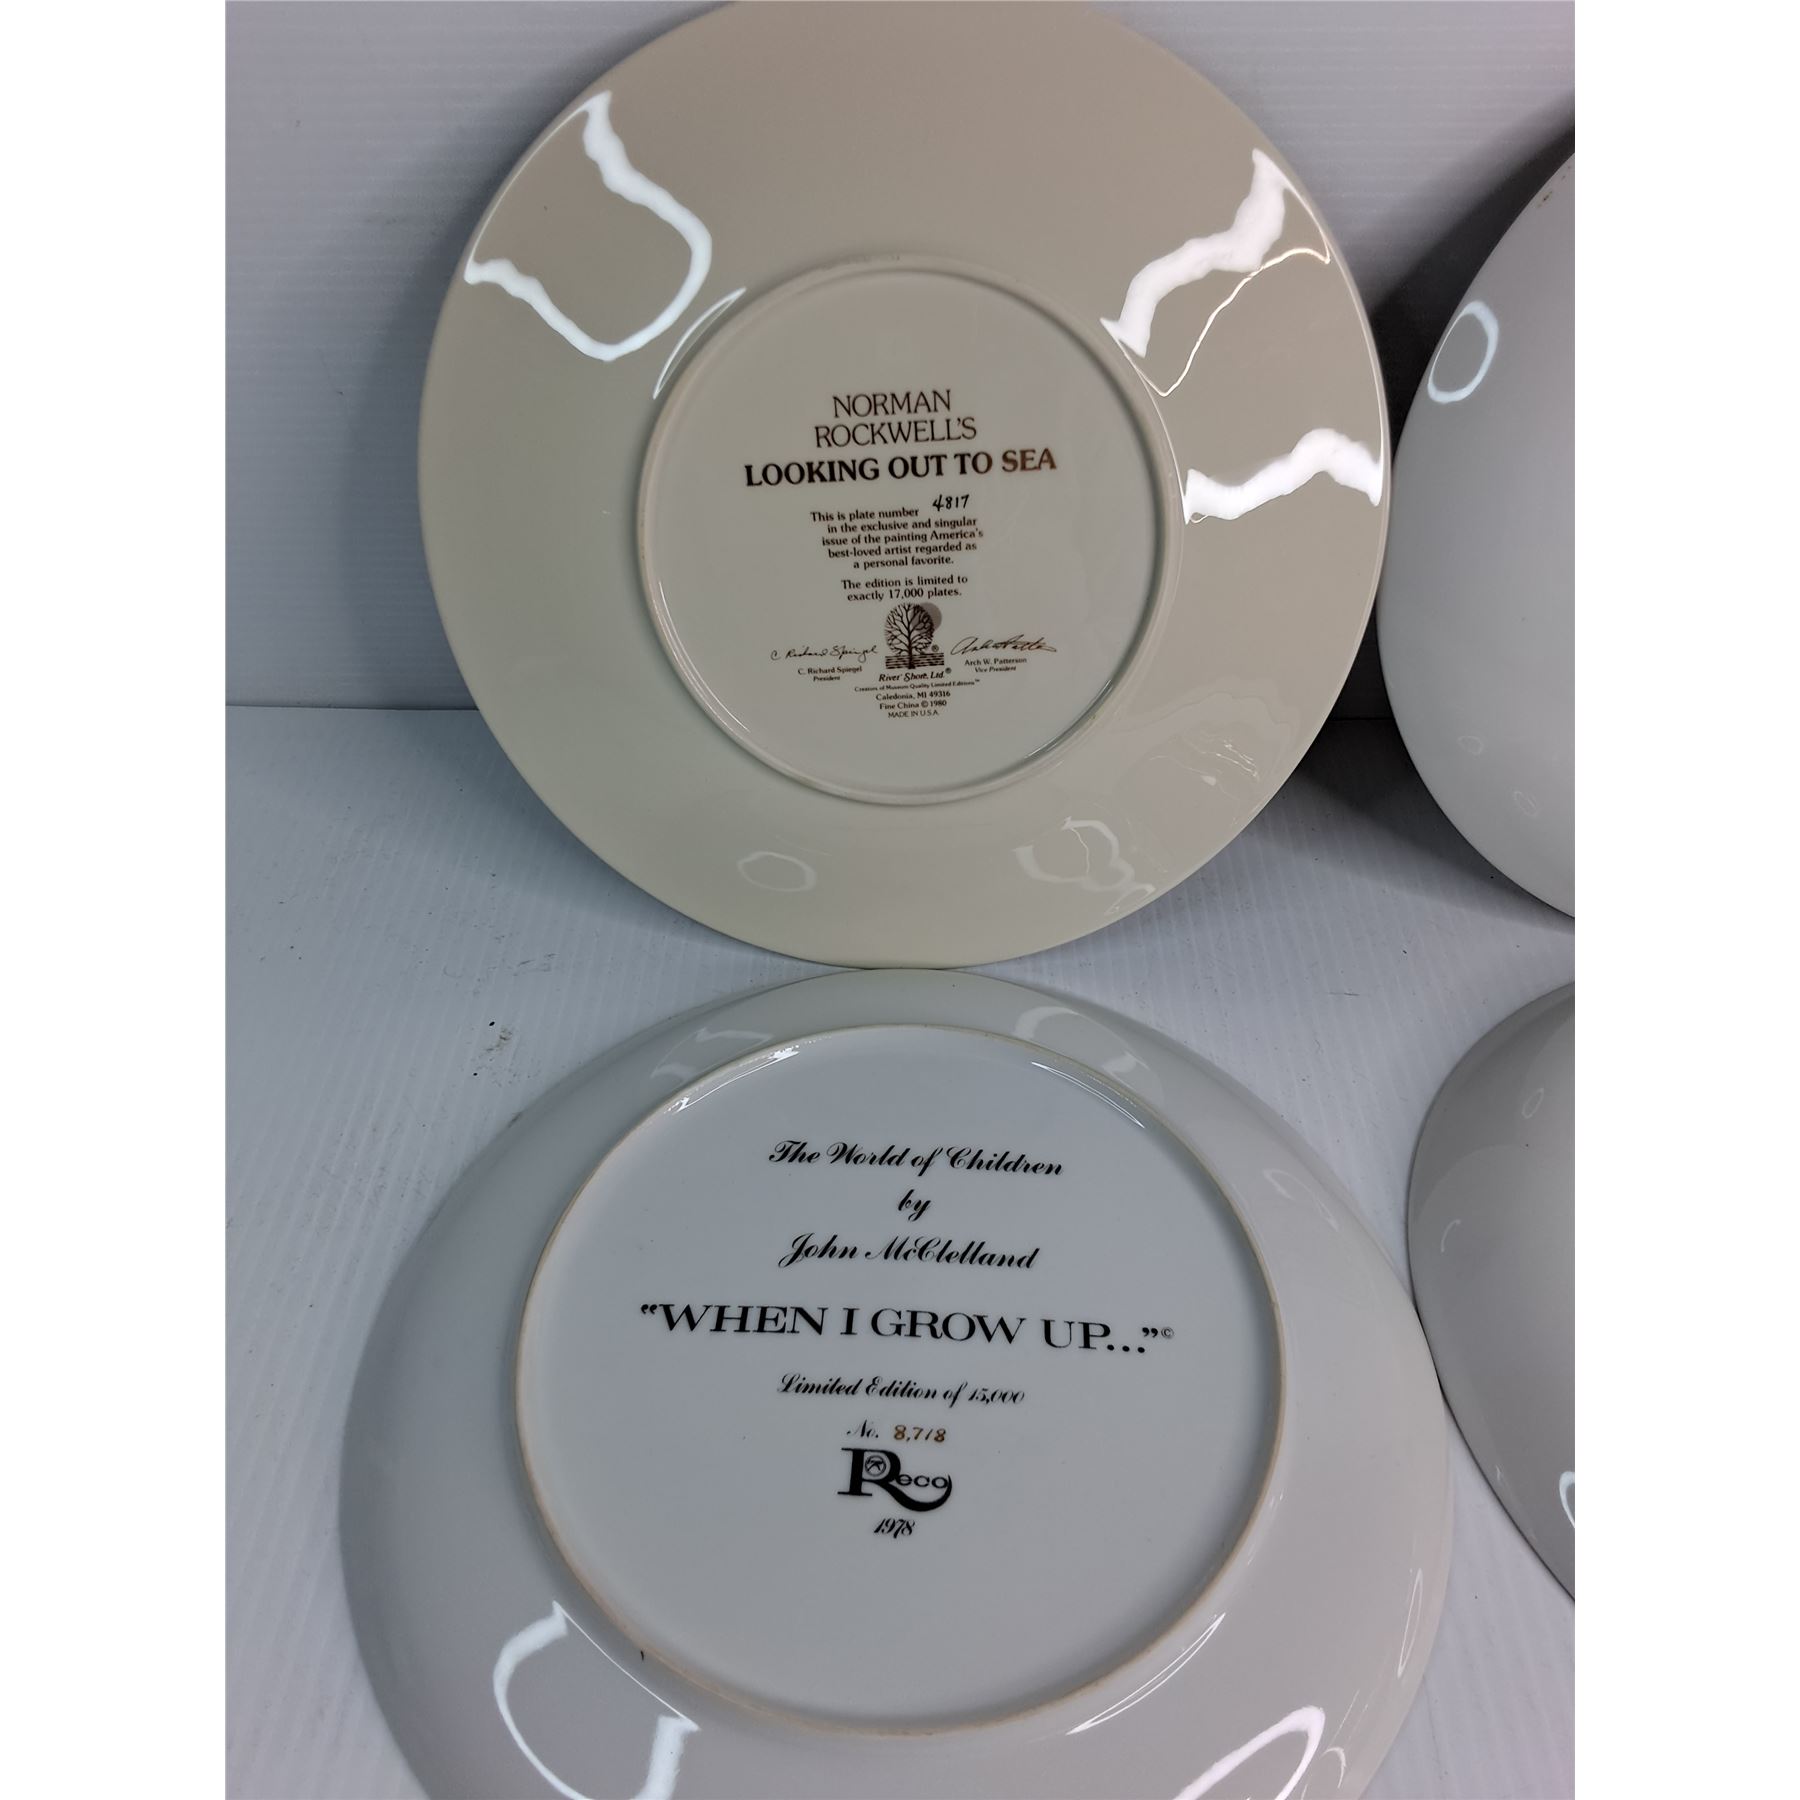 NORMAN
ROCKWELL'S
LOOKING OUT TO SEA
This is plate number 4817
in the exclusive and singular
issue of the painting America's
best-loved artist regarded as
a personal favorite.
The edition is limited to
exactly 17,000 plates.
C Richard Spiegel
C. Richard Spiegel
President
Arch W. Patterson
Vice President
River Shore, Ltd.®
Creators of Museum Quality Limited Editions™
Caledonia, MI 49316
Fine China © 1980
MADE IN U.S.A.
The World of Children
by
John McClelland
"WHEN I GROW UP..."©
Limited Edition of 15,000
No. 8,718
Reco
1978